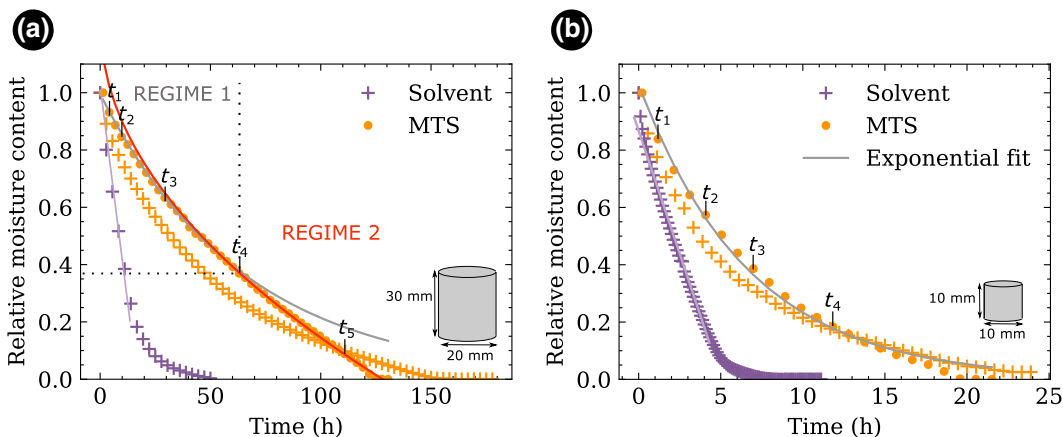 (a)
Relative moisture content
1.0
0.8
0.6
0.4
0.2
0.0
REGIME 1
t1
t2
t3
t4
t5
Solvent
MTS
REGIME 2
30 mm
20 mm
0
50
100
150
Time (h)
(b)
Relative moisture content
1.0
0.8
0.6
0.4
0.2
0.0
t1
t2
t3
t4
Solvent
MTS
Exponential fit
10 mm
10 mm
0
5
10
15
20
25
Time (h)